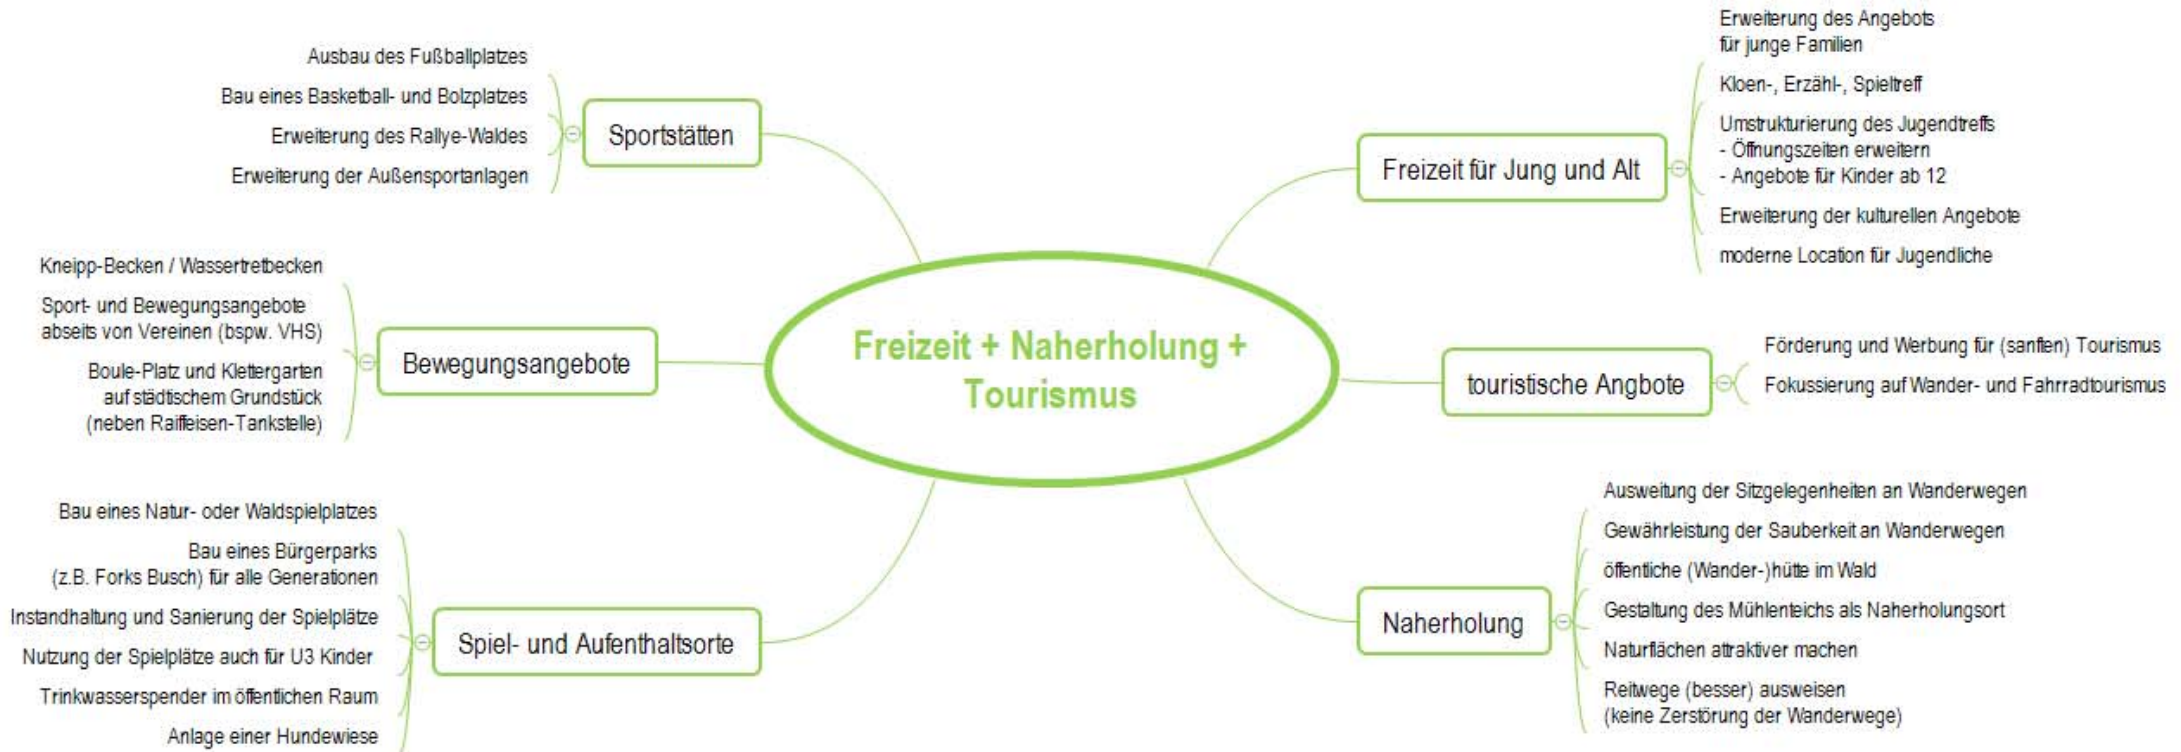 Freizeit + Naherholung +
Tourismus
Sportstätten
Ausbau des Fußballplatzes
Bau eines Basketball- und Bolzplatzes
Erweiterung des Rallye-Waldes
Erweiterung der Außensportanlagen
Bewegungsangebote
Kneipp-Becken / Wassertretbecken
Sport- und Bewegungsangebote
abseits von Vereinen (bspw. VHS)
Boule-Platz und Klettergarten
auf städtischem Grundstück
(neben Raiffeisen-Tankstelle)
Spiel- und Aufenthaltsorte
Bau eines Natur- oder Waldspielplatzes
Bau eines Bürgerparks
(z.B. Forks Busch) für alle Generationen
Instandhaltung und Sanierung der Spielplätze
Nutzung der Spielplätze auch für U3 Kinder
Trinkwasserspender im öffentlichen Raum
Anlage einer Hundewiese
Freizeit für Jung und Alt
Erweiterung des Angebots
für junge Familien
Kloen-, Erzähl-, Spieltreff
Umstrukturierung des Jugendtreffs
- Öffnungszeiten erweitern
- Angebote für Kinder ab 12
Erweiterung der kulturellen Angebote
moderne Location für Jugendliche
touristische Angbote
Förderung und Werbung für (sanften) Tourismus
Fokussierung auf Wander- und Fahrradtourismus
Naherholung
Ausweitung der Sitzgelegenheiten an Wanderwegen
Gewährleistung der Sauberkeit an Wanderwegen
öffentliche (Wander-)hütte im Wald
Gestaltung des Mühlenteichs als Naherholungsort
Naturflächen attraktiver machen
Reitwege (besser) ausweisen
(keine Zerstörung der Wanderwege)